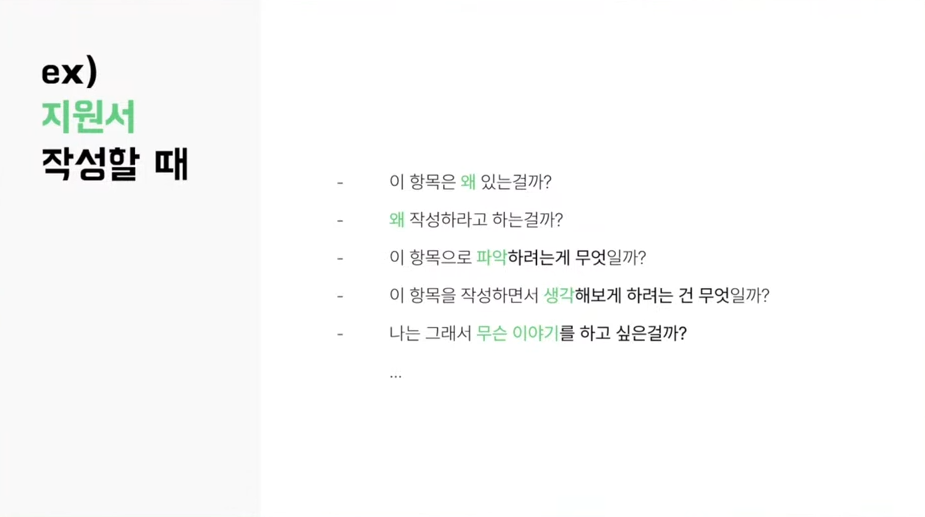 ex)
지원서
작성할 때
- 이 항목은 왜 있는걸까?
- 왜 작성하라고 하는걸까?
- 이 항목으로 파악하려는게 무엇일까?
- 이 항목을 작성하면서 생각해보게 하려는 건 무엇일까?
- 나는 그래서 무슨 이야기를 하고 싶은걸까?
...